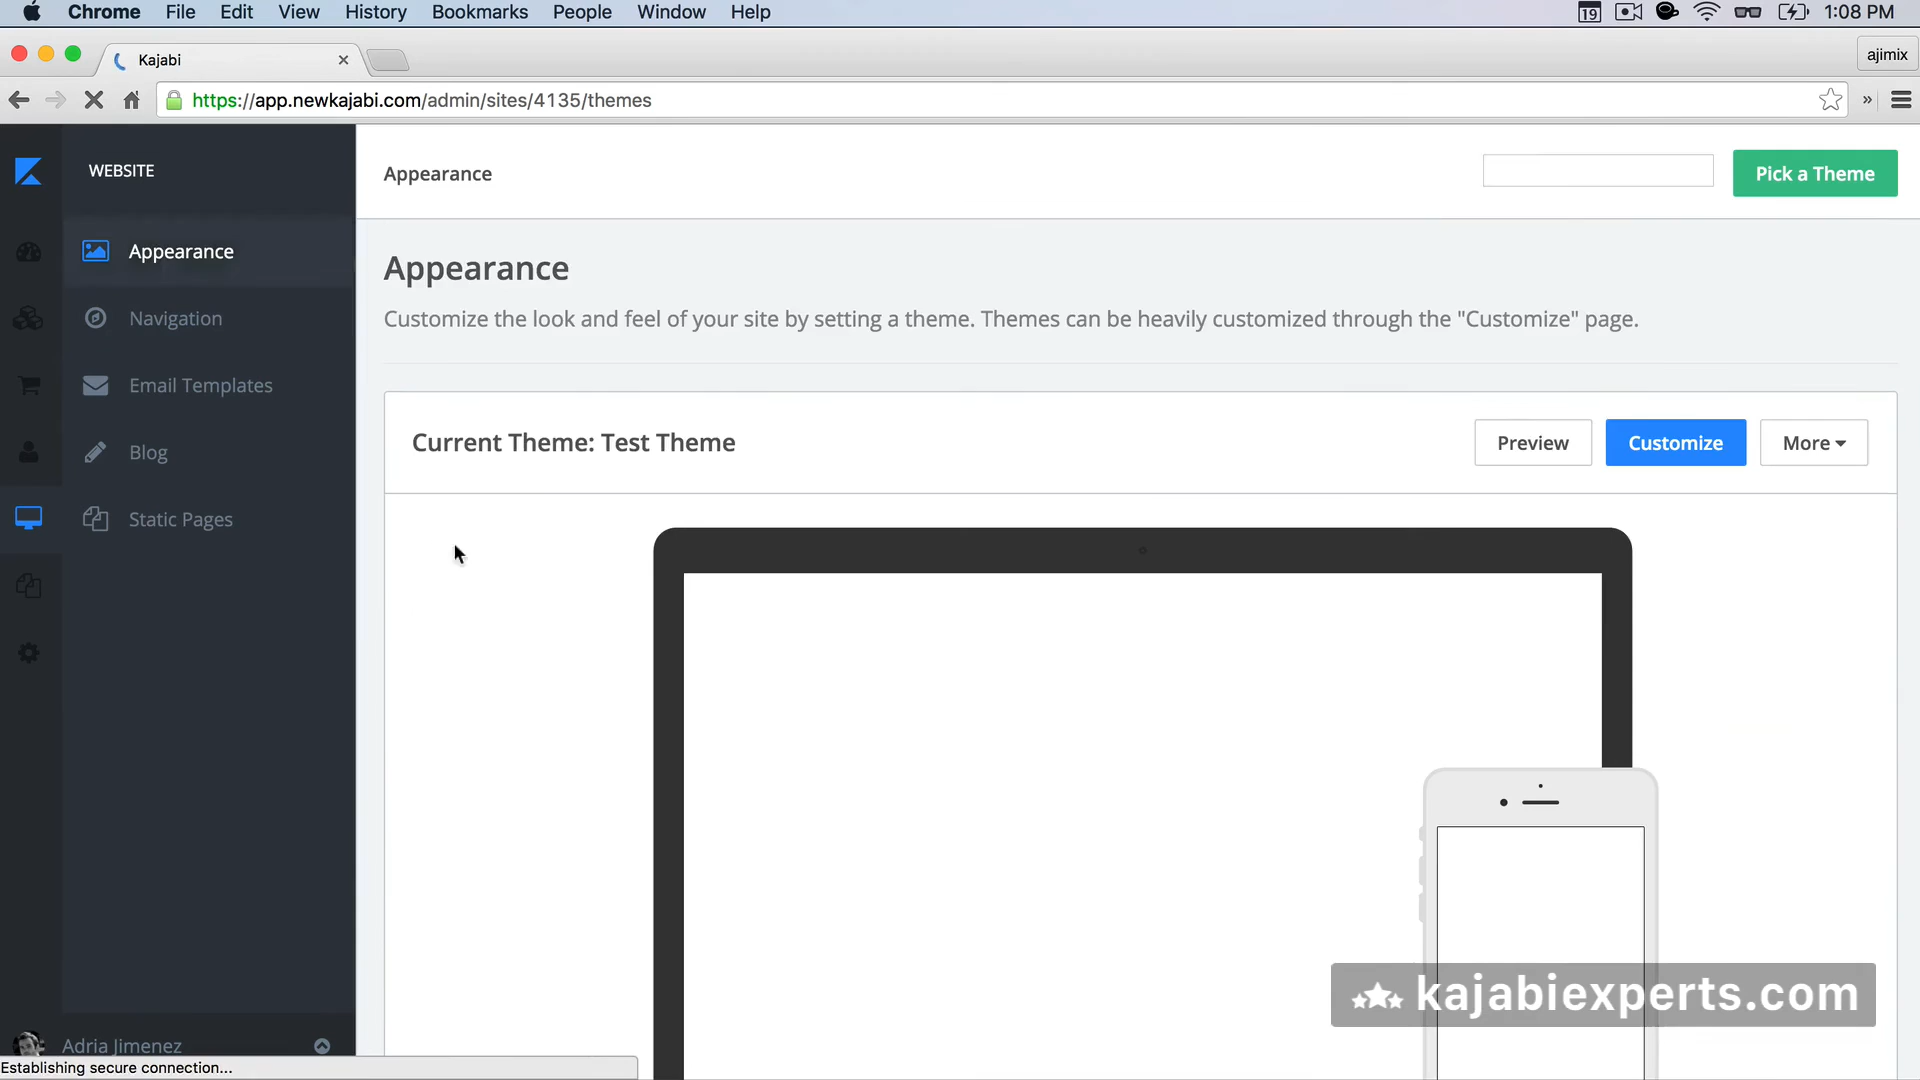 Chrome File Edit View History Bookmarks People Window Help 19 1:08 PM
Kajabi
ajimix
https://app.newkajabi.com/admin/sites/4135/themes
WEBSITE
Appearance
Pick a Theme
Appearance
Navigation
Email Templates
Blog
Static Pages
Appearance
Customize the look and feel of your site by setting a theme. Themes can be heavily customized through the "Customize" page.
Current Theme: Test Theme
Preview
Customize
More
kajabiexperts.com
Adria Jimenez
Establishing secure connection...